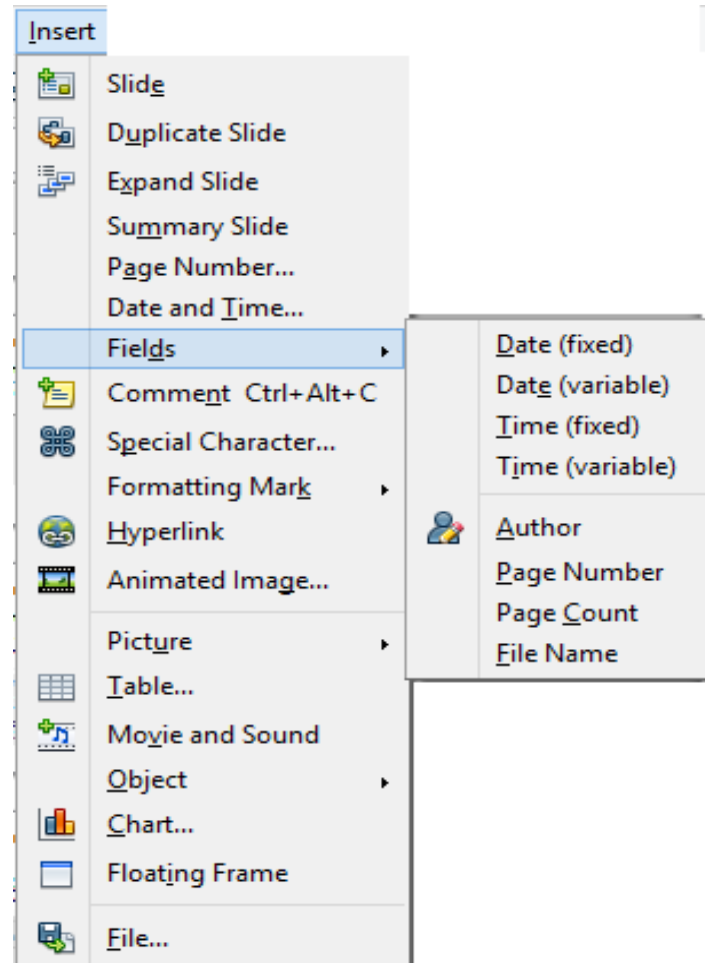 Insert
Slide
Duplicate Slide
Expand Slide
Summary Slide
Page Number...
Date and Time...
Fields
Comment Ctrl+Alt+C
Special Character...
Formatting Mark
Hyperlink
Animated Image...
Picture
Table...
Movie and Sound
Object
Chart...
Floating Frame
File...
Date (fixed)
Date (variable)
Time (fixed)
Time (variable)
Author
Page Number
Page Count
File Name